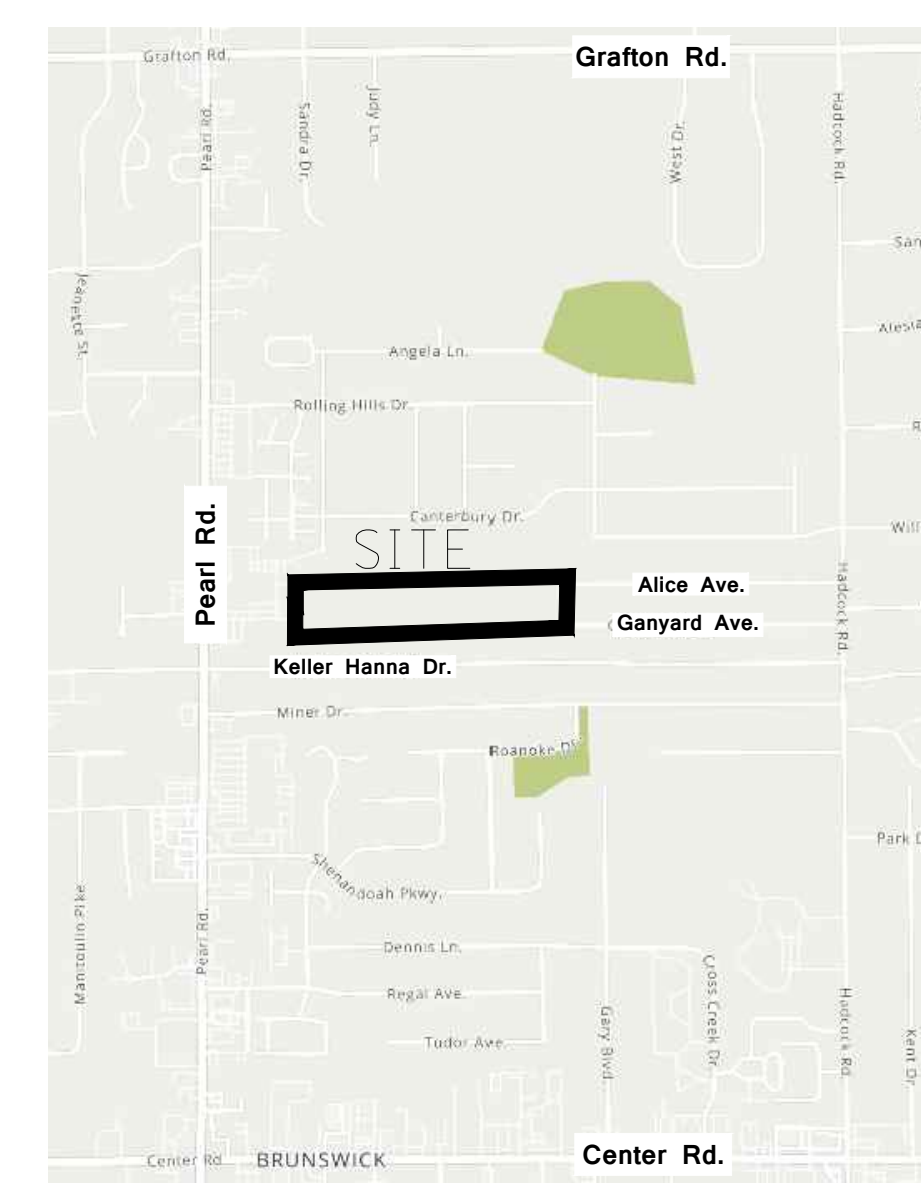 Grafton Rd.
Grafton Rd.
Pearl Rd.
Sandra Dr.
Judy Ln.
West Dr.
Hadcock Rd.
San
Jeanette St.
Alesia
Angela Ln.
Rolling Hills Dr.
R
Canterbury Dr.
Will
SITE
Pearl Rd.
Alice Ave.
Hadcock Rd.
Ganyard Ave.
Keller Hanna Dr.
Miner Dr.
Roanoke Dr.
Park D
Shenandoah Pkwy.
Manitoulin Pike
Pearl Rd.
Dennis Ln.
Cross Creek Dr.
Regal Ave.
Gary Blvd.
Hadcock Rd.
Kent Dr.
Tudor Ave.
Center Rd.
BRUNSWICK
Center Rd.